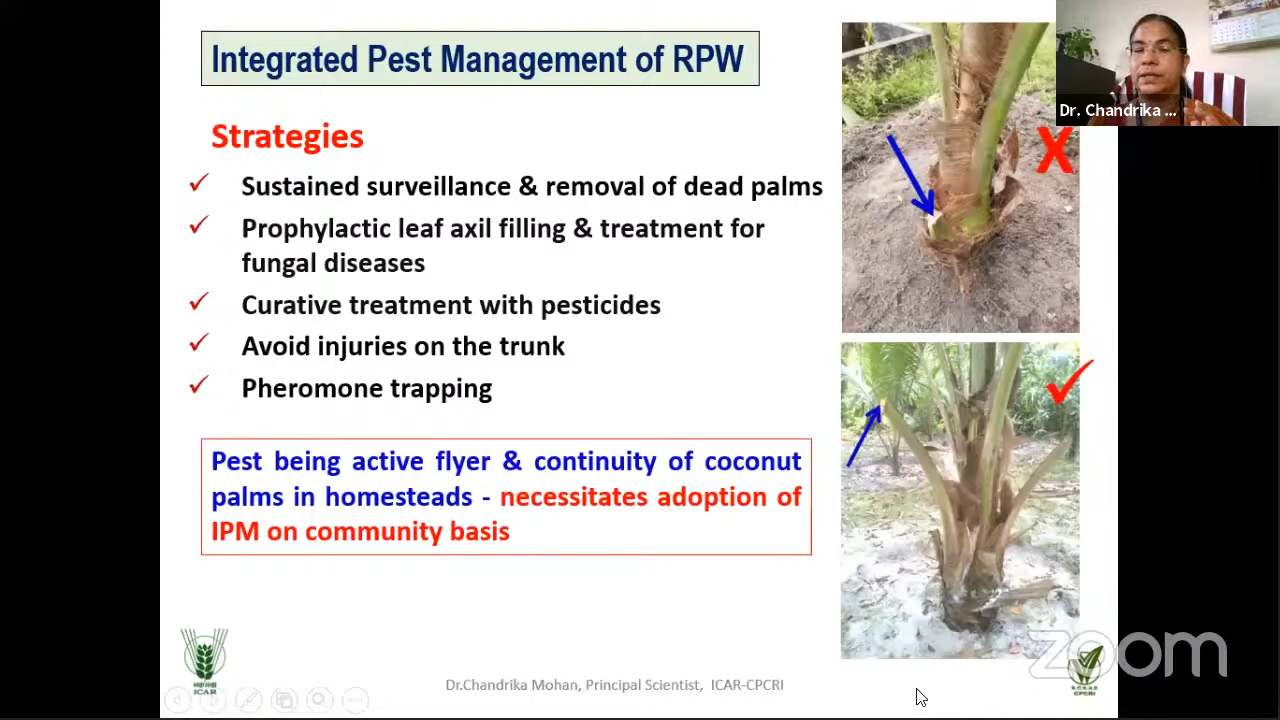 Integrated Pest Management of RPW
Dr. Chandrika ...
X
Strategies
✓ Sustained surveillance & removal of dead palms
✓ Prophylactic leaf axil filling & treatment for
fungal diseases
✓ Curative treatment with pesticides
✓ Avoid injuries on the trunk
✓ Pheromone trapping
Pest being active flyer & continuity of coconut
palms in homesteads - necessitates adoption of
IPM on community basis
ICAR
Dr.Chandrika Mohan, Principal Scientist, ICAR-CPCRI
zoom
CPCRI